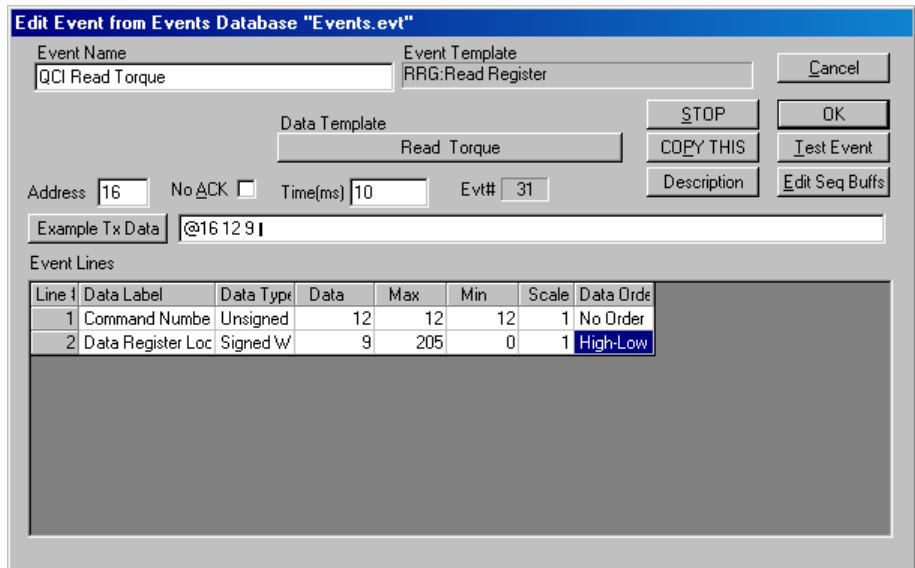 Edit Event from Events Database "Events.evt"
Event Name
Event Template
QCI Read Torque
RRG:Read Register
Cancel
Data Template
STOP
OK
Read Torque
COPY THIS
Test Event
Address 16
No ACK
Time(ms) 10
Evt# 31
Description
Edit Seq Buffs
Example Tx Data
@16 12 9
Event Lines
Line # Data Label Data Type Data Max Min Scale Data Orde
1 Command Numbe Unsigned 12 12 12 1 No Order
2 Data Register Loc Signed W 9 205 0 1 High-Low